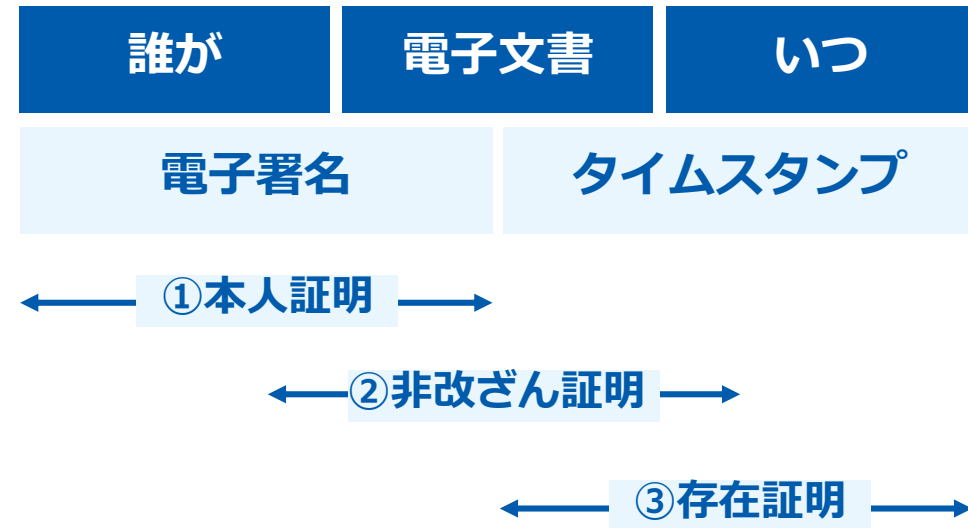 誰が 電子文書 いつ
電子署名 タイムスタンプ
①本人証明
②非改ざん証明
③存在証明